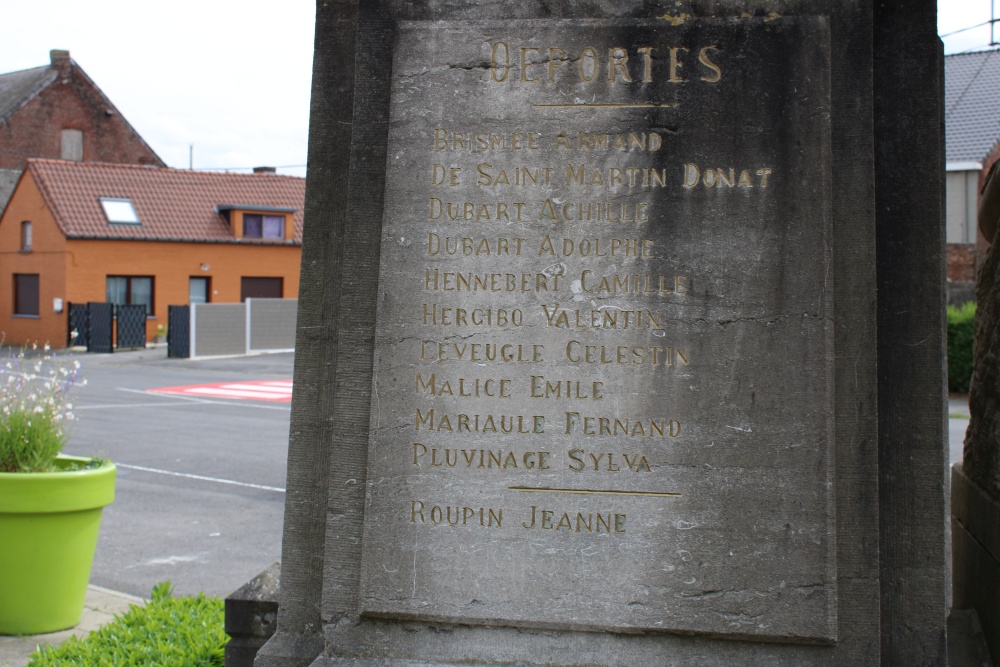 DEPORTES
BRISMÉE ARMAND
DE SAINT MARTIN DONAT
DUBART ACHILLE
DUBART ADOLPHE
HENNEBERT CAMILLE
HERGIBO VALENTIN
LEVEUGLE CELESTIN
MALICE EMILE
MARIAULE FERNAND
PLUVINAGE SYLVA
ROUPIN JEANNE